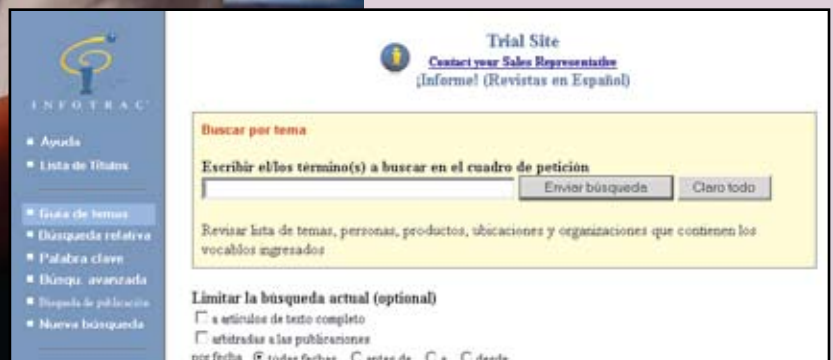 Trial Site
Contact your Sales Representative
¡Informe! (Revistas en Español)
INFOTRAC
Ayuda
Lista de Títulos
Guía de temas
Búsqueda relativa
Palabra clave
Búsqu. avanzada
Búsqueda de publicación
Nueva búsqueda
Buscar por tema
Escribir el/los término(s) a buscar en el cuadro de petición
Enviar búsqueda Claro todo
Revisar lista de temas, personas, productos, ubicaciones y organizaciones que contienen los
vocablos ingresados
Limitar la búsqueda actual (optional)
a artículos de texto completo
arbitradas a las publicaciones
por fecha todas fechas antes de a desde